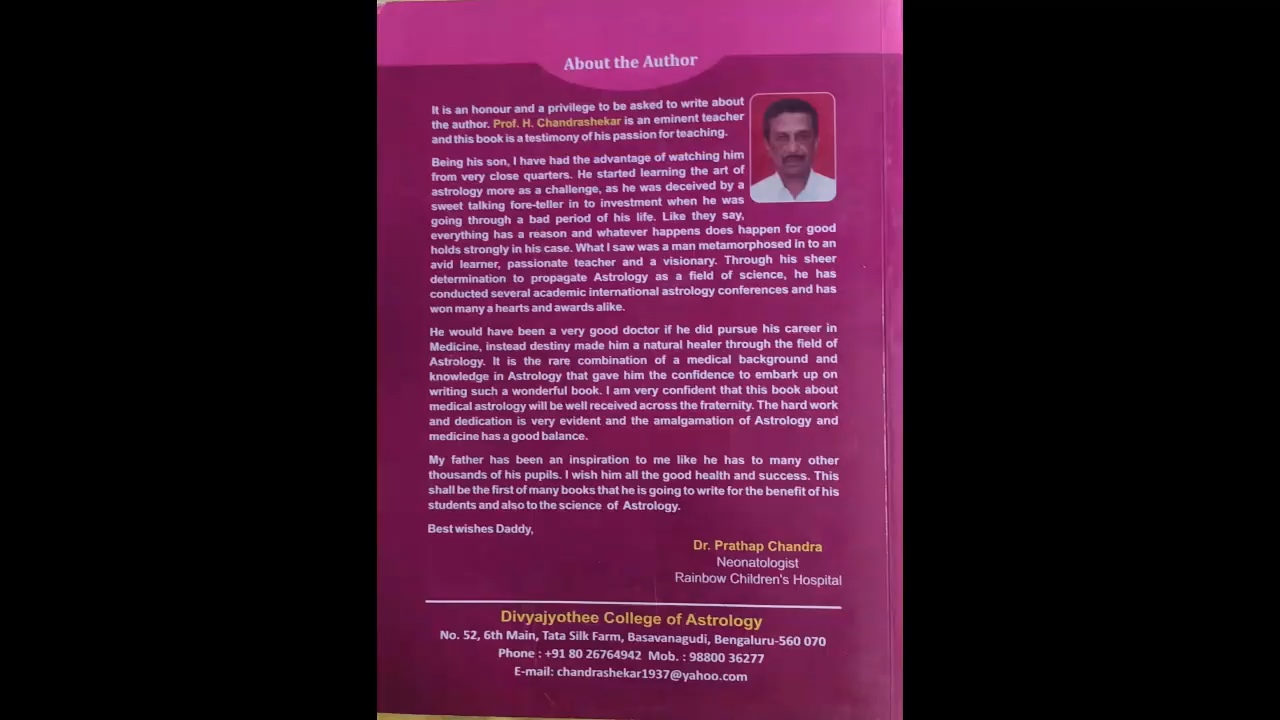 About the Author
It is an honour and a privilege to be asked to write about
the author. Prof. H. Chandrashekar is an eminent teacher
and this book is a testimony of his passion for teaching.
Being his son, I have had the advantage of watching him
from very close quarters. He started learning the art of
astrology more as a challenge, as he was deceived by a
sweet talking fore-teller in to investment when he was
going through a bad period of his life. Like they say,
everything has a reason and whatever happens does happen for good
holds strongly in his case. What I saw was a man metamorphosed in to an
avid learner, passionate teacher and a visionary. Through his sheer
determination to propagate Astrology as a field of science, he has
conducted several academic international astrology conferences and has
won many a hearts and awards alike.
He would have been a very good doctor if he did pursue his career in
Medicine, instead destiny made him a natural healer through the field of
Astrology. It is the rare combination of a medical background and
knowledge in Astrology that gave him the confidence to embark up on
writing such a wonderful book. I am very confident that this book about
medical astrology will be well received across the fraternity. The hard work
and dedication is very evident and the amalgamation of Astrology and
medicine has a good balance.
My father has been an inspiration to me like he has to many other
thousands of his pupils. I wish him all the good health and success. This
shall be the first of many books that he is going to write for the benefit of his
students and also to the science of Astrology.
Best wishes Daddy,
Dr. Prathap Chandra
Neonatologist
Rainbow Children's Hospital
Divyajyothee College of Astrology
No. 52, 6th Main, Tata Silk Farm, Basavanagudi, Bengaluru-560 070
Phone : +91 80 26764942 Mob. : 98800 36277
E-mail: chandrashekar1937@yahoo.com